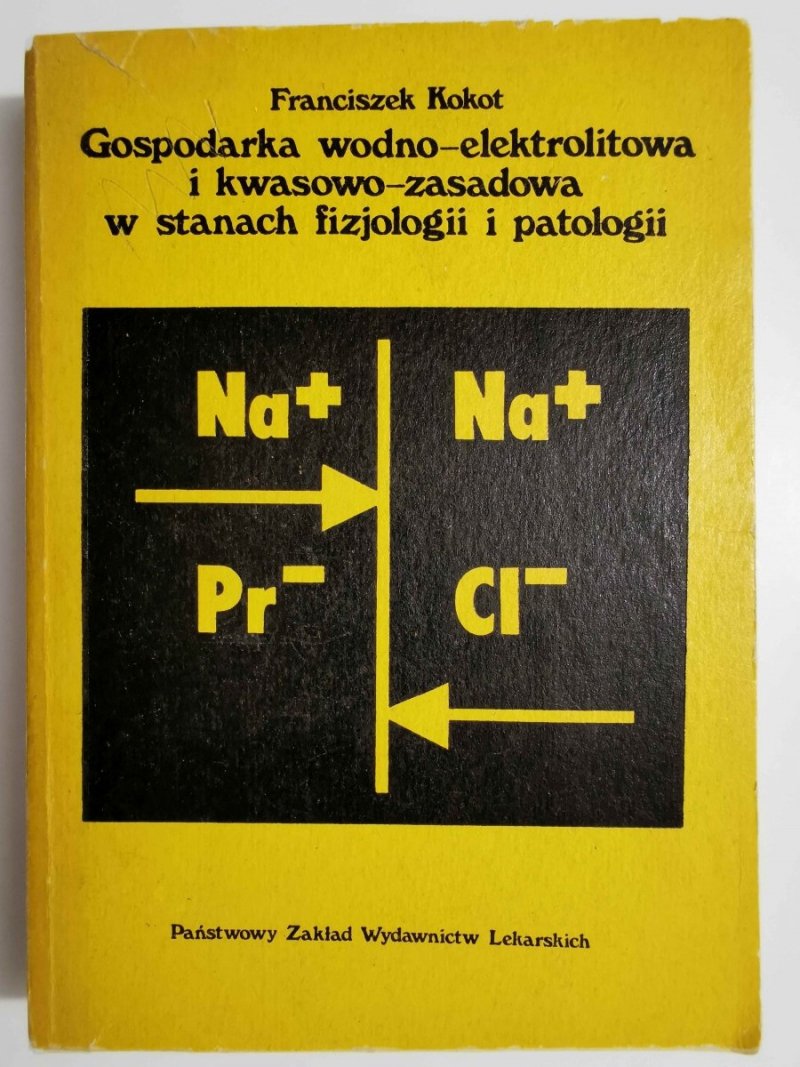 Franciszek Kokot
Gospodarka wodno-elektrolitowa
i kwasowo-zasadowa
w stanach fizjologii i patologii
Na+ Na+
Pr- Cl-
Państwowy Zakład Wydawnictw Lekarskich